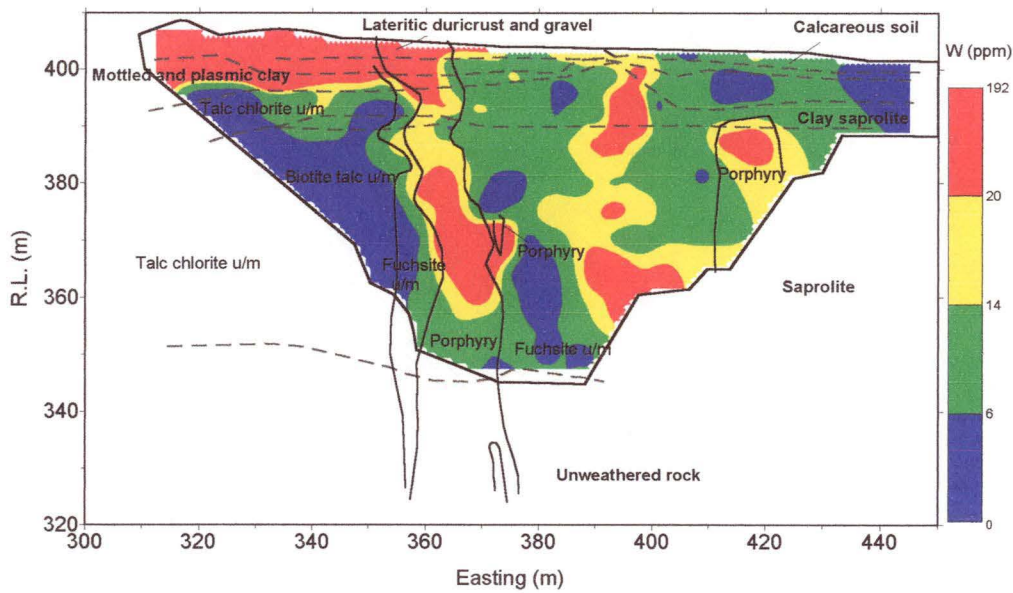 Lateritic duricrust and gravel
Calcareous soil
W (ppm)
192
20
14
6
0
400
380
360
340
320
R.L. (m)
Mottled and plasmic clay
Talc chlorite u/m
Clay saprolite
Biotite talc u/m
Porphyry
Talc chlorite u/m
Fuchsite
u/m
Porphyry
Saprolite
Porphyry
Fuchsite u/m
Unweathered rock
300
320
340
360
380
400
420
440
Easting (m)